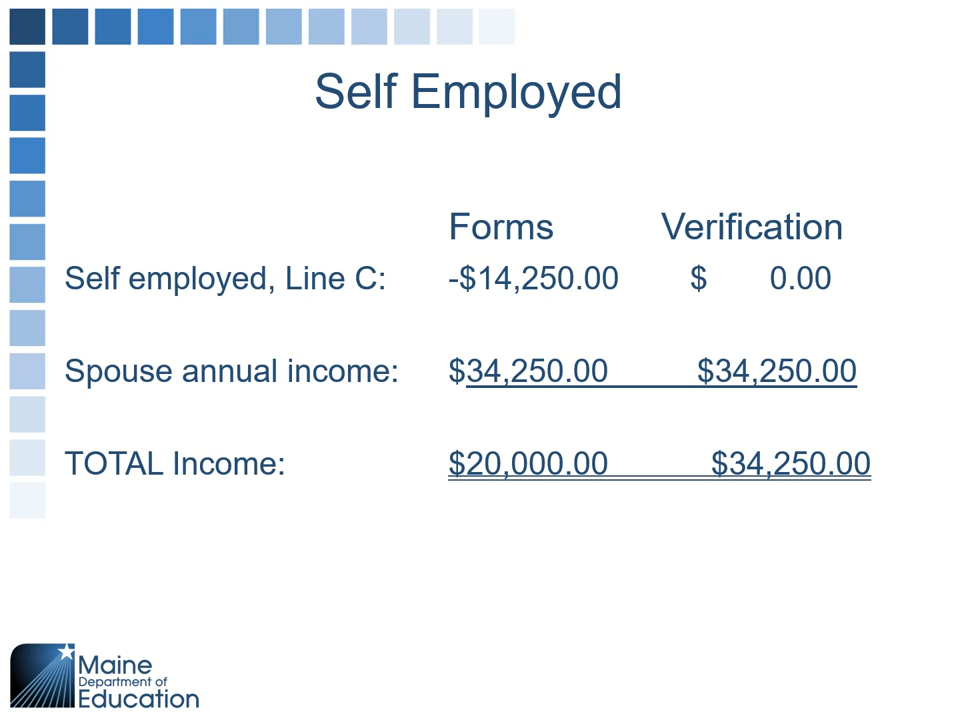 Self Employed
Forms Verification
Self employed, Line C: -$14,250.00 $ 0.00
Spouse annual income: $34,250.00 $34,250.00
TOTAL Income: $20,000.00 $34,250.00
Maine
Department of
Education